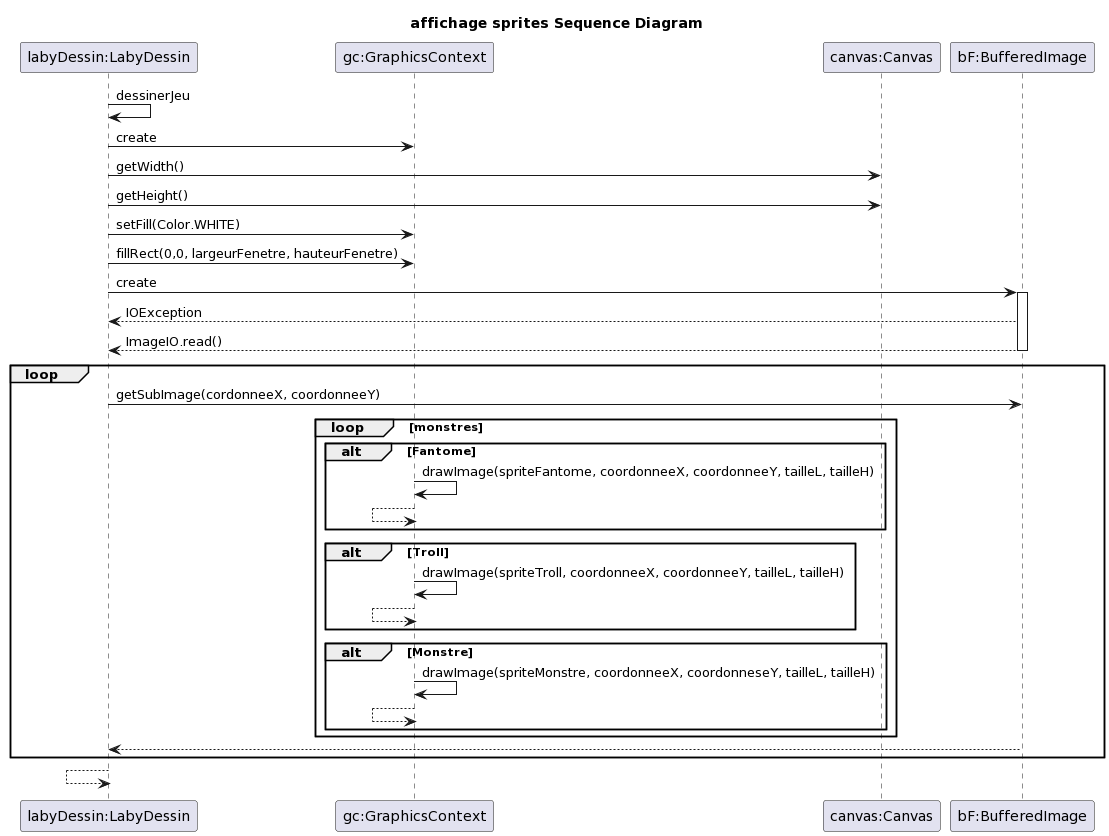 affichage sprites Sequence Diagram
labyDessin:LabyDessin gc:GraphicsContext canvas:Canvas bF:BufferedImage
dessinerJeu
create
getWidth()
getHeight()
setFill(Color.WHITE)
fillRect(0,0, largeurFenetre, hauteurFenetre)
create
IOException
ImageIO.read()
loop
getSubImage(cordonneeX, coordonneeY)
loop [monstres]
alt [Fantome]
drawImage(spriteFantome, coordonneeX, coordonneeY, tailleL, tailleH)
alt [Troll]
drawImage(spriteTroll, coordonneeX, coordonneeY, tailleL, tailleH)
alt [Monstre]
drawImage(spriteMonstre, coordonneeX, coordonneseY, tailleL, tailleH)
labyDessin:LabyDessin gc:GraphicsContext canvas:Canvas bF:BufferedImage